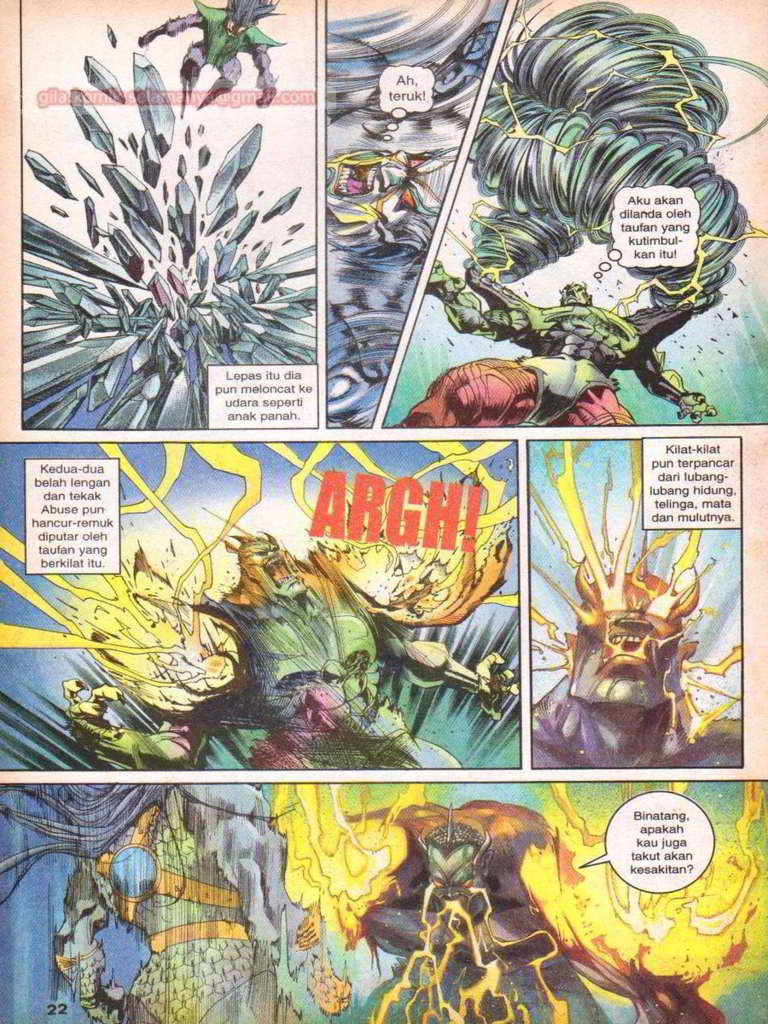 gilakomikselamanya@gmail.com
Lepas itu dia
pun meloncat ke
udara seperti
anak panah.
Ah,
teruk!
Aku akan
dilanda oleh
taufan yang
kutimbul-
kan itu!
Kedua-dua
belah lengan
dan tekak
Abuse pun
hancur-remuk
diputar oleh
taufan yang
berkilat itu.
ARGH!
Kilat-kilat
pun terpancar
dari lubang-
lubang hidung,
telinga, mata
dan mulutnya.
Binatang,
apakah
kau juga
takut akan
kesakitan?
22